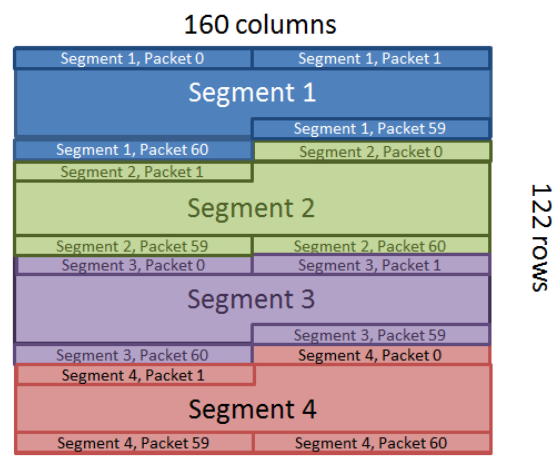 160 columns
Segment 1, Packet 0
Segment 1, Packet 1
Segment 1
Segment 1, Packet 59
Segment 1, Packet 60
Segment 2, Packet 0
Segment 2, Packet 1
Segment 2
Segment 2, Packet 59
Segment 2, Packet 60
Segment 3, Packet 0
Segment 3, Packet 1
Segment 3
Segment 3, Packet 59
Segment 3, Packet 60
Segment 4, Packet 0
Segment 4, Packet 1
Segment 4
Segment 4, Packet 59
Segment 4, Packet 60
122 rows